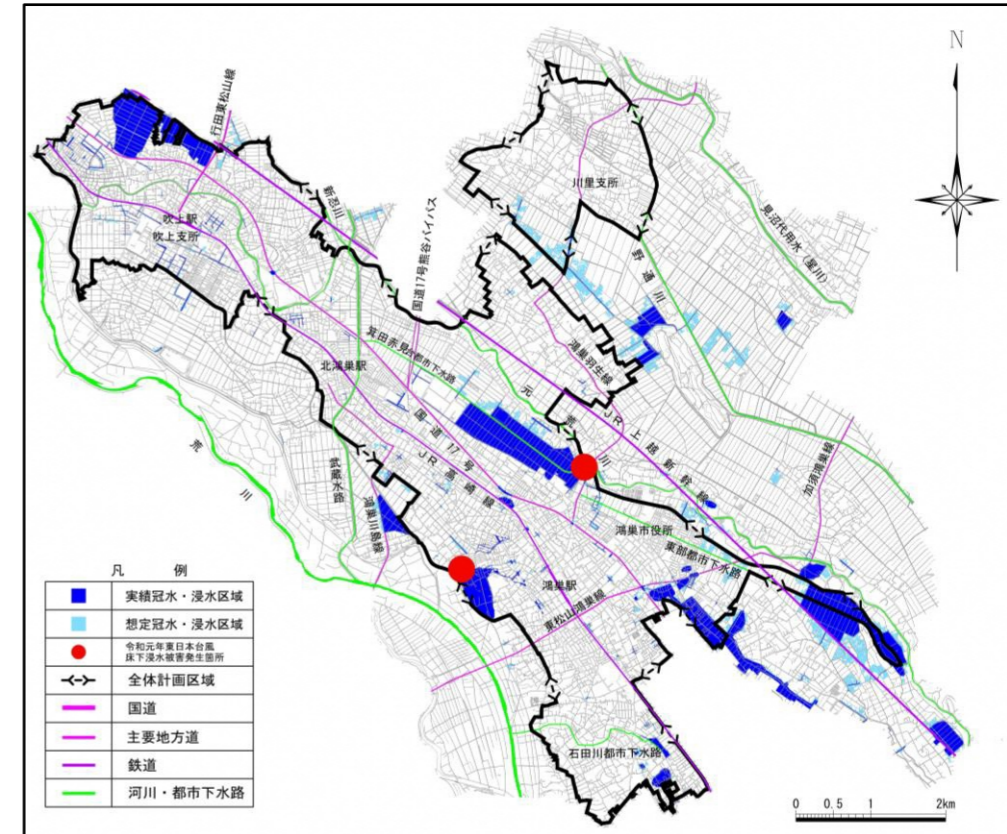 N
行田東松山線
新忍川
川里支所
見沼代用水（星川）
吹上駅
吹上支所
国道17号熊谷バイパス
野通川
箕田赤見台都市下水路
鴻巣羽生線
北鴻巣駅
元荒川
JR上越新幹線
国道17号
JR高崎線
荒川
武蔵水路
鴻巣川島線
加須鴻巣線
鴻巣市役所
東部都市下水路
鴻巣駅
東松山鴻巣線
石田川都市下水路
凡　例
実績冠水・浸水区域
想定冠水・浸水区域
令和元年東日本台風
床下浸水被害発生箇所
全体計画区域
国道
主要地方道
鉄道
河川・都市下水路
0 0.5 1 2km